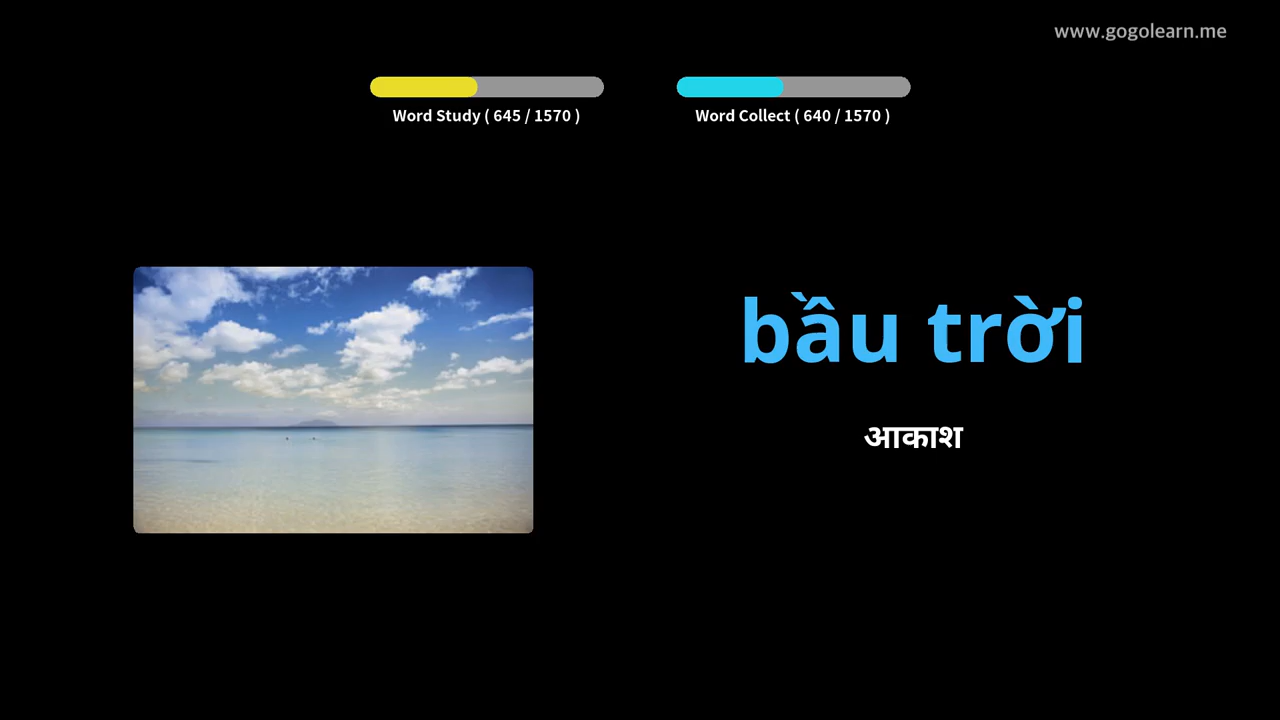 www.gogolearn.me
Word Study ( 645 / 1570 )
Word Collect ( 640 / 1570 )
bầu trời
आकाश